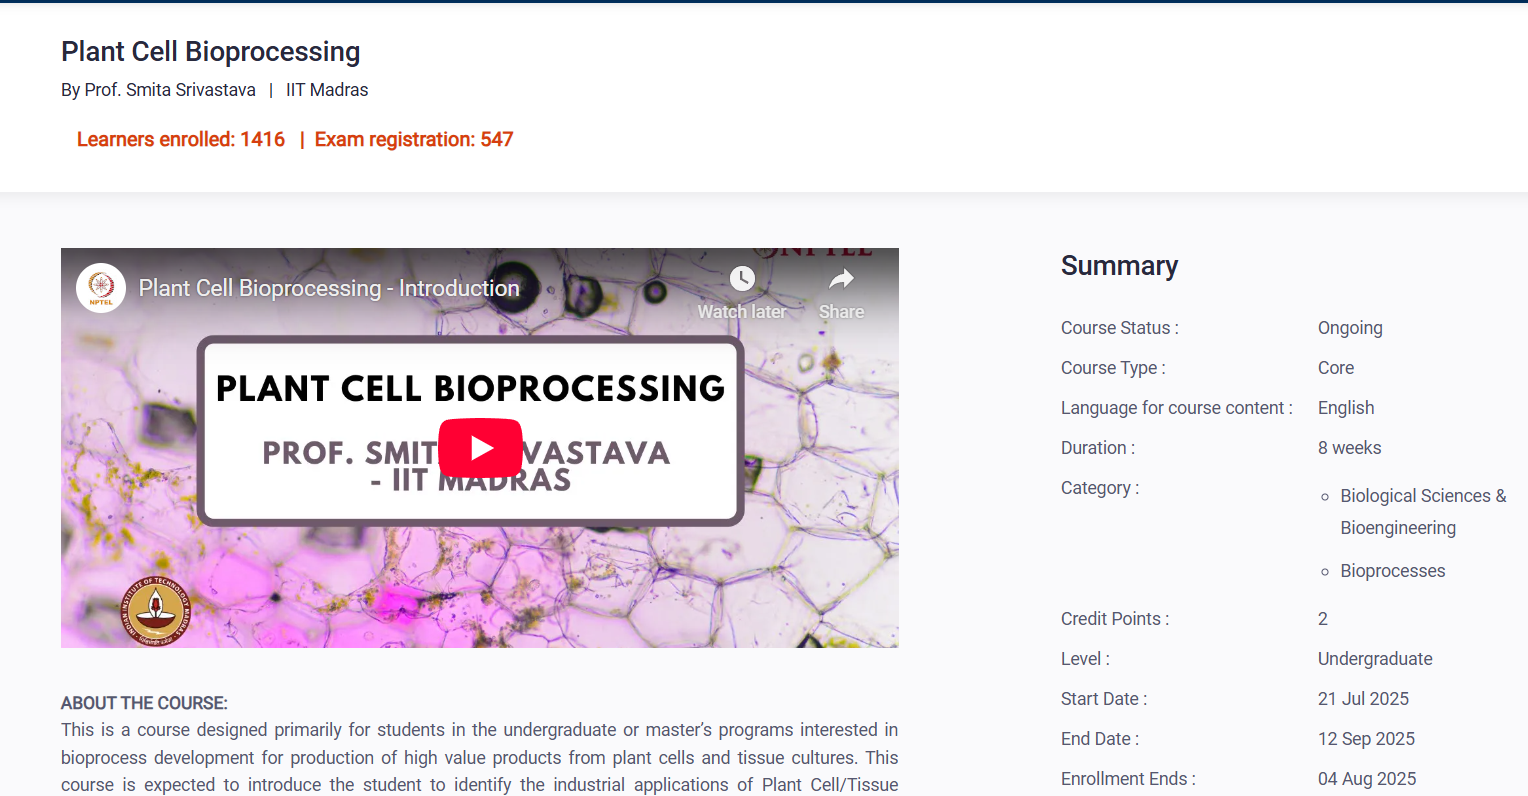 Plant Cell Bioprocessing
By Prof. Smita Srivastava | IIT Madras
Learners enrolled: 1416 | Exam registration: 547
NPTEL
NPTEL
Plant Cell Bioprocessing - Introduction
Watch later
Share
PLANT CELL BIOPROCESSING
PROF. SMIT VASTAVA
- IIT MADRAS
INDIAN INSTITUTE OF TECHNOLOGY MADRAS
ABOUT THE COURSE:
This is a course designed primarily for students in the undergraduate or master’s programs interested in
bioprocess development for production of high value products from plant cells and tissue cultures. This
course is expected to introduce the student to identify the industrial applications of Plant Cell/Tissue
Summary
Course Status : Ongoing
Course Type : Core
Language for course content : English
Duration : 8 weeks
Category :
Biological Sciences &
Bioengineering
Bioprocesses
Credit Points : 2
Level : Undergraduate
Start Date : 21 Jul 2025
End Date : 12 Sep 2025
Enrollment Ends : 04 Aug 2025